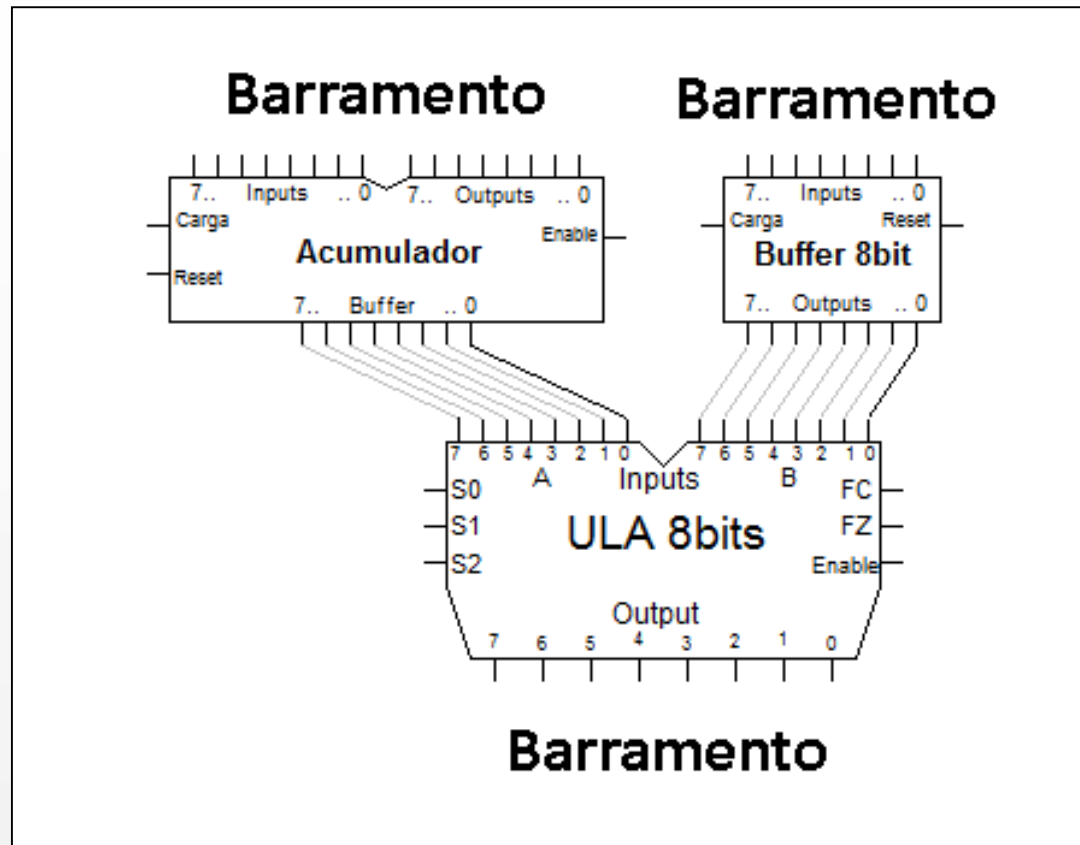 Barramento Barramento
7.. Inputs .. 0 7.. Outputs .. 0 7.. Inputs .. 0
Carga Enable Carga Reset
Acumulador Buffer 8bit
Reset
7.. Buffer .. 0 7.. Outputs .. 0
7 6 5 4 3 2 1 0 7 6 5 4 3 2 1 0
A Inputs B
S0 FC
S1 ULA 8bits FZ
S2 Enable
Output
7 6 5 4 3 2 1 0
Barramento